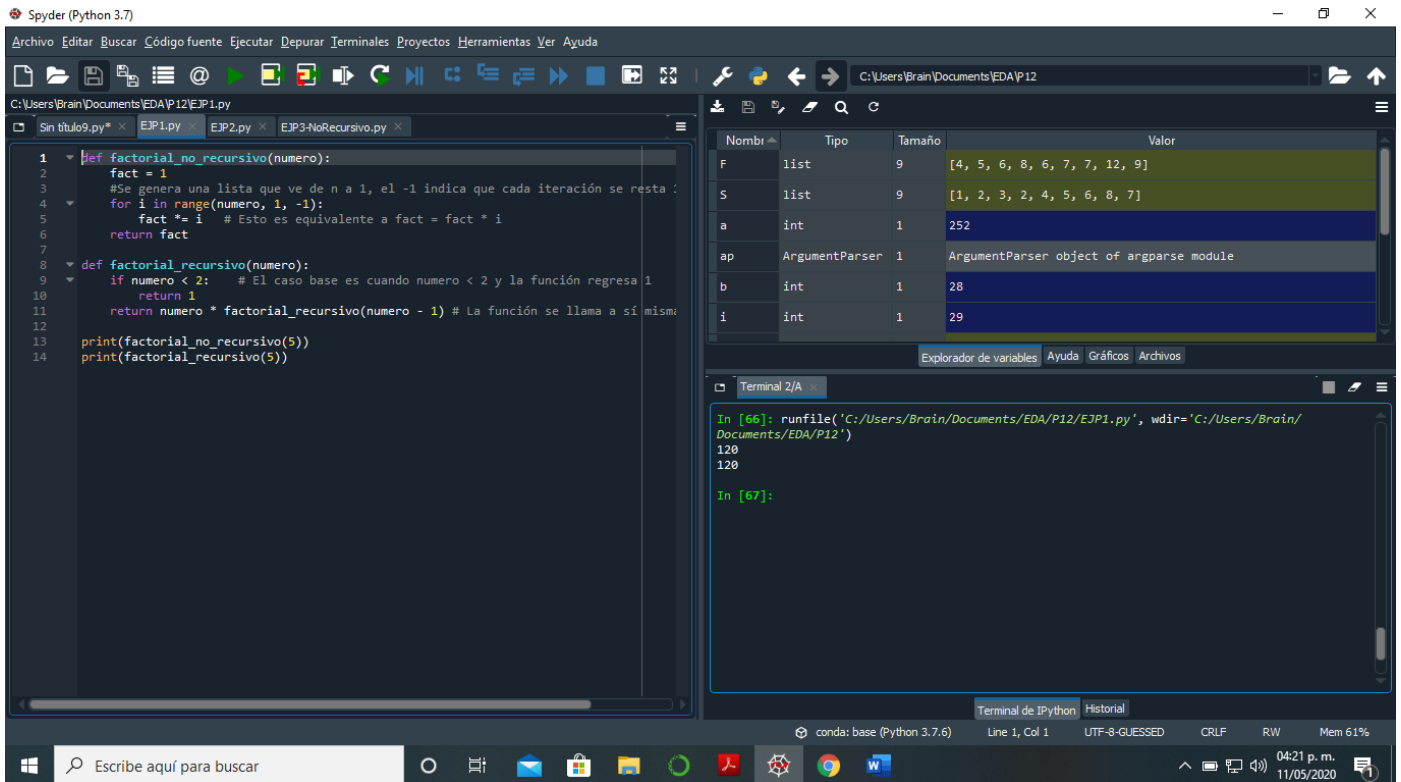 Spyder (Python 3.7)
Archivo Editar Buscar Código fuente Ejecutar Depurar Terminales Proyectos Herramientas Ver Ayuda
C:\Users\Brain\Documents\EDA\P12
C:\Users\Brain\Documents\EDA\P12\EJP1.py
Sin título9.py* EJP1.py EJP2.py EJP3-NoRecursivo.py
1 def factorial_no_recursivo(numero):
2 fact = 1
3 #Se genera una lista que ve de n a 1, el -1 indica que cada iteración se resta 1
4 for i in range(numero, 1, -1):
5 fact *= i # Esto es equivalente a fact = fact * i
6 return fact
7
8 def factorial_recursivo(numero):
9 if numero < 2: # El caso base es cuando numero < 2 y la función regresa 1
10 return 1
11 return numero * factorial_recursivo(numero - 1) # La función se llama a sí misma
12
13 print(factorial_no_recursivo(5))
14 print(factorial_recursivo(5))
Nombr Tipo Tamaño Valor
F list 9 [4, 5, 6, 8, 6, 7, 7, 12, 9]
S list 9 [1, 2, 3, 2, 4, 5, 6, 8, 7]
a int 1 252
ap ArgumentParser 1 ArgumentParser object of argparse module
b int 1 28
i int 1 29
Explorador de variables Ayuda Gráficos Archivos
Terminal 2/A
In [66]: runfile('C:/Users/Brain/Documents/EDA/P12/EJP1.py', wdir='C:/Users/Brain/
Documents/EDA/P12')
120
120
In [67]:
Terminal de IPython Historial
conda: base (Python 3.7.6) Line 1, Col 1 UTF-8-GUESSED CRLF RW Mem 61%
Escribe aquí para buscar
04:21 p. m.
11/05/2020
1